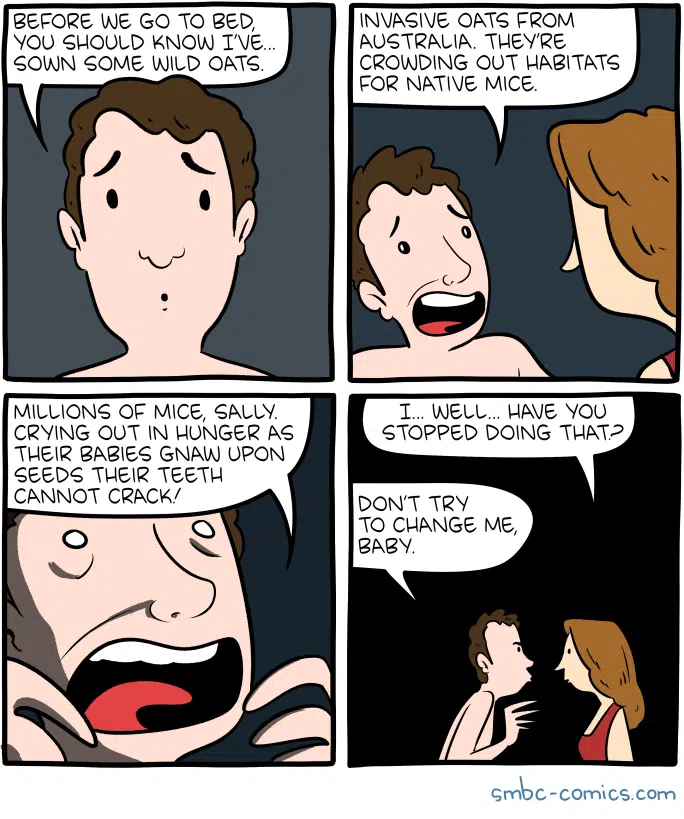 BEFORE WE GO TO BED,
YOU SHOULD KNOW I'VE...
SOWN SOME WILD OATS.
INVASIVE OATS FROM
AUSTRALIA. THEY'RE
CROWDING OUT HABITATS
FOR NATIVE MICE.
MILLIONS OF MICE, SALLY.
CRYING OUT IN HUNGER AS
THEIR BABIES GNAW UPON
SEEDS THEIR TEETH
CANNOT CRACK!
I... WELL... HAVE YOU
STOPPED DOING THAT?
DON'T TRY
TO CHANGE ME,
BABY.
smbc-comics.com